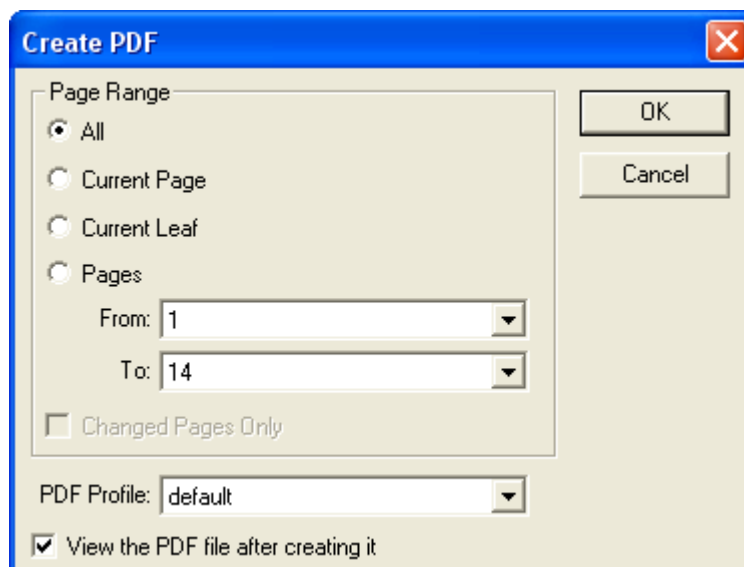 Create PDF
Page Range
All
Current Page
Current Leaf
Pages
From: 1
To: 14
Changed Pages Only
PDF Profile: default
View the PDF file after creating it
OK
Cancel